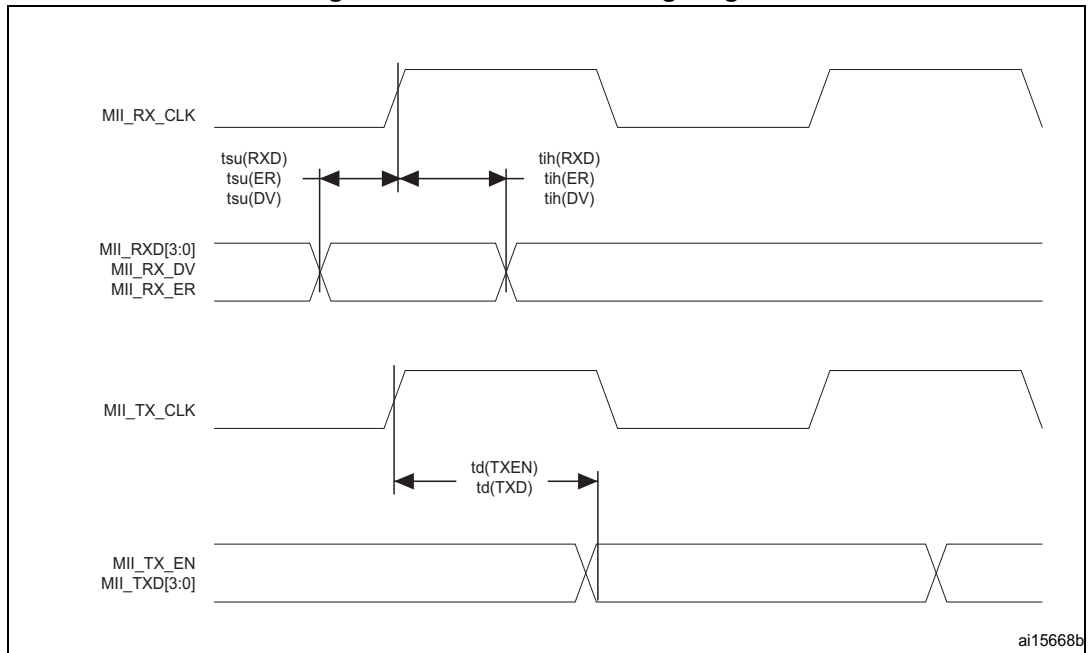 MII_RX_CLK
tsu(RXD)
tsu(ER)
tsu(DV)
tih(RXD)
tih(ER)
tih(DV)
MII_RXD[3:0]
MII_RX_DV
MII_RX_ER
MII_TX_CLK
td(TXEN)
td(TXD)
MII_TX_EN
MII_TXD[3:0]
ai15668b